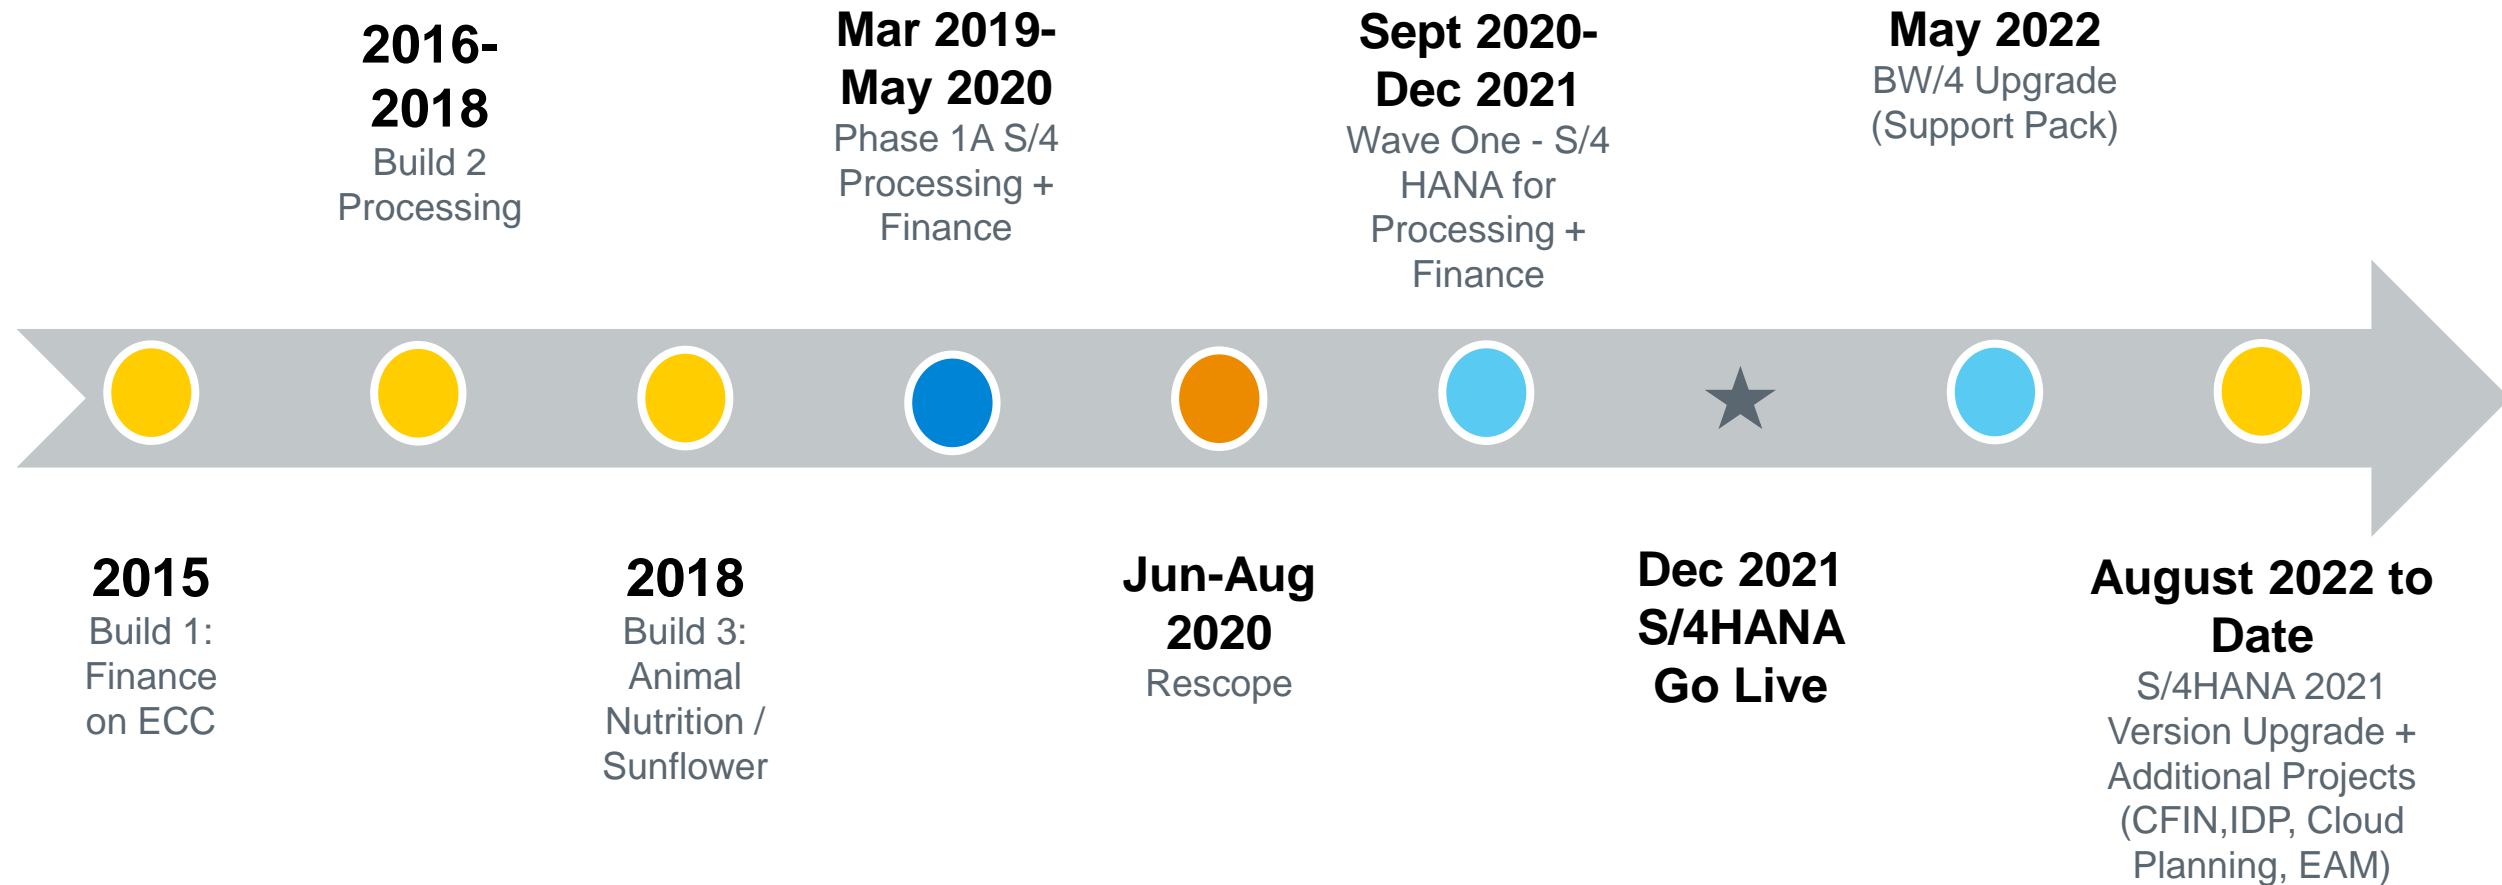 2016-
2018
Build 2
Processing
Mar 2019-
May 2020
Phase 1A S/4
Processing +
Finance
Sept 2020-
Dec 2021
Wave One - S/4
HANA for
Processing +
Finance
May 2022
BW/4 Upgrade
(Support Pack)
2015
Build 1:
Finance
on ECC
2018
Build 3:
Animal
Nutrition /
Sunflower
Jun-Aug
2020
Rescope
Dec 2021
S/4HANA
Go Live
August 2022 to
Date
S/4HANA 2021
Version Upgrade +
Additional Projects
(CFIN,IDP, Cloud
Planning, EAM)